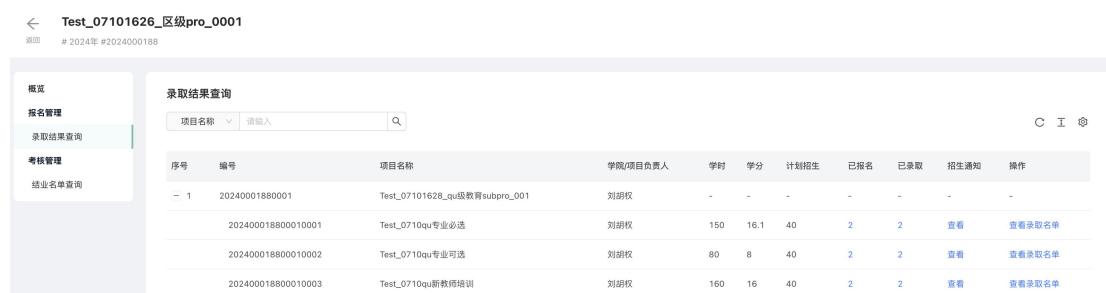 Test_07101626_区级pro_0001
返回
# 2024年 #2024000188
概览
报名管理
录取结果查询
考核管理
结业名单查询
录取结果查询
项目名称 请输入
序号 编号 项目名称 学院/项目负责人 学时 学分 计划招生 已报名 已录取 招生通知 操作
1 20240001880001 Test_07101628_qu级教育subpro_001 刘胡权 - - - - - - -
202400018800010001 Test_0710qu专业必选 刘胡权 150 16.1 40 2 2 查看 查看录取名单
202400018800010002 Test_0710qu专业可选 刘胡权 80 8 40 2 2 查看 查看录取名单
202400018800010003 Test_0710qu新教师培训 刘胡权 160 16 40 2 2 查看 查看录取名单